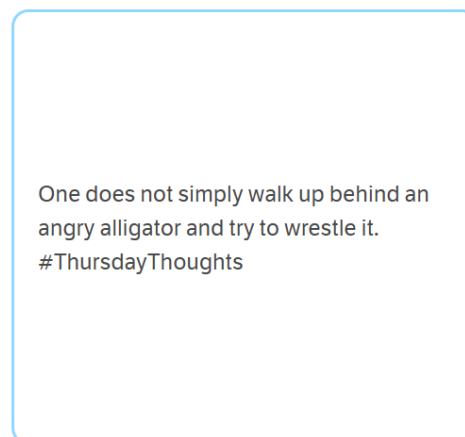 One does not simply walk up behind an
angry alligator and try to wrestle it.
#ThursdayThoughts